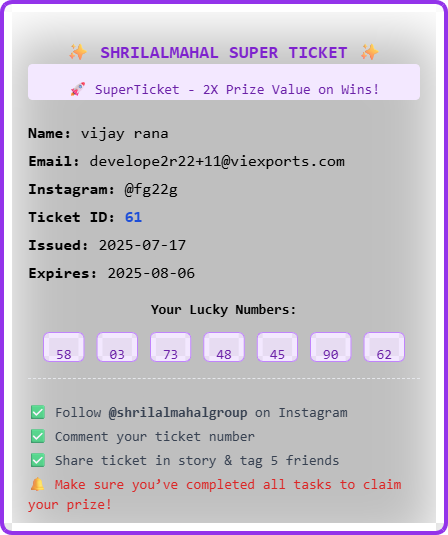 ✨ SHRILALMAHAL SUPER TICKET ✨
🚀 SuperTicket - 2X Prize Value on Wins!
Name: vijay rana
Email: develope2r22+11@viexports.com
Instagram: @fg22g
Ticket ID: 61
Issued: 2025-07-17
Expires: 2025-08-06
Your Lucky Numbers:
58 03 73 48 45 90 62
✅ Follow @shrilalmahalgroup on Instagram
✅ Comment your ticket number
✅ Share ticket in story & tag 5 friends
🔔 Make sure you’ve completed all tasks to claim
your prize!